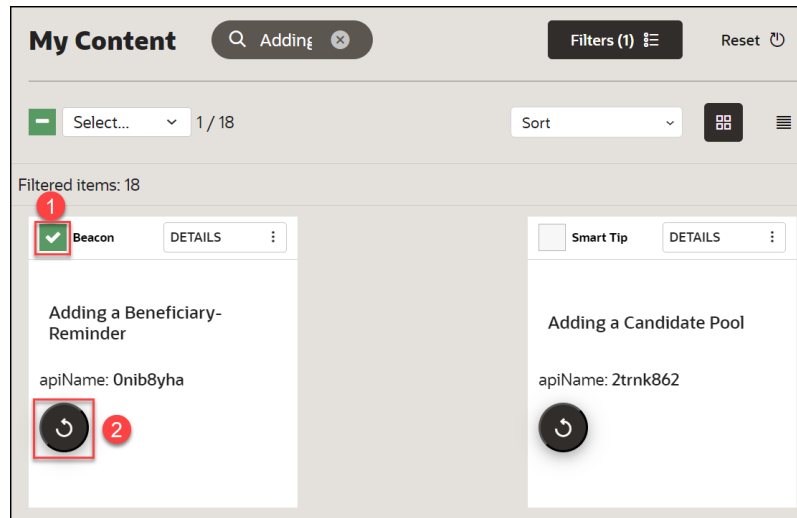 My Content
Adding
Filters (1)
Reset
Select...
1 / 18
Sort
Filtered items: 18
1
Beacon
DETAILS
Smart Tip
DETAILS
Adding a Beneficiary-
Reminder
Adding a Candidate Pool
apiName: 0nib8yha
apiName: 2trnk862
2